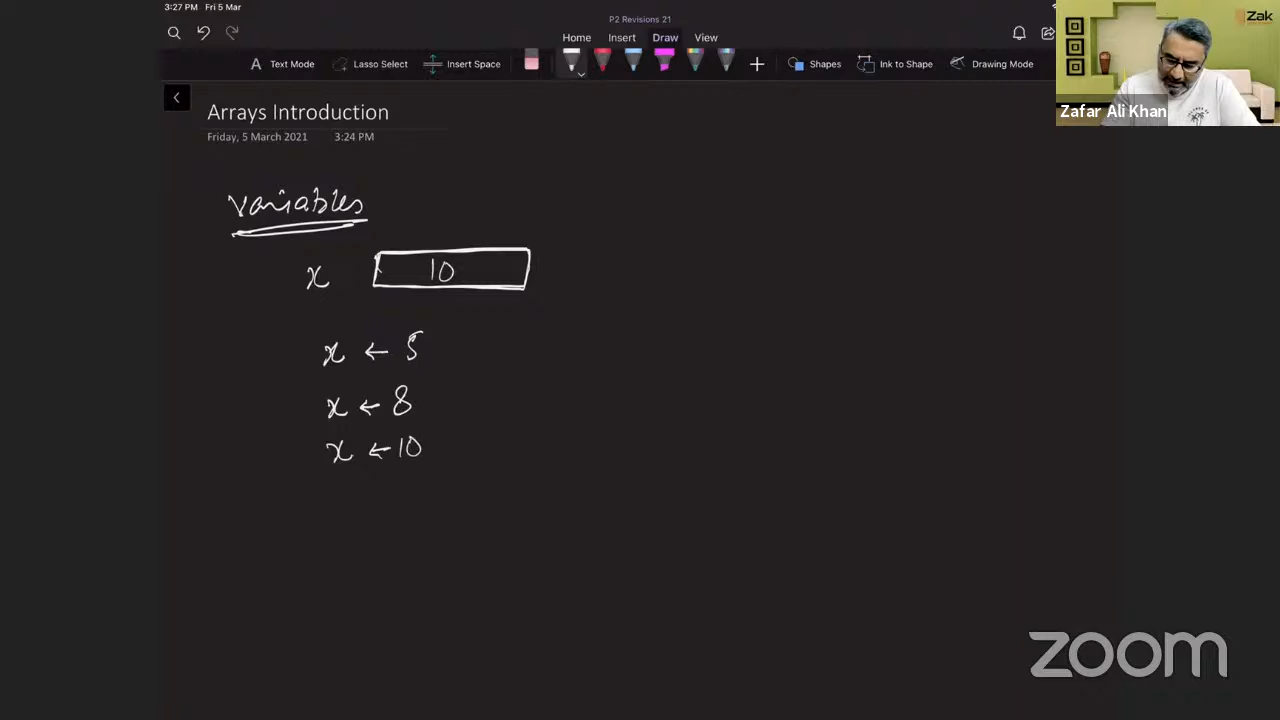 3:27 PM Fri 5 Mar
P2 Revisions 21
Home Insert Draw View
Text Mode Lasso Select Insert Space Shapes Ink to Shape Drawing Mode
Zak
Zafar Ali Khan
Arrays Introduction
Friday, 5 March 2021 3:24 PM
variables
x 10
x ← 5
x ← 8
x ← 10
zoom